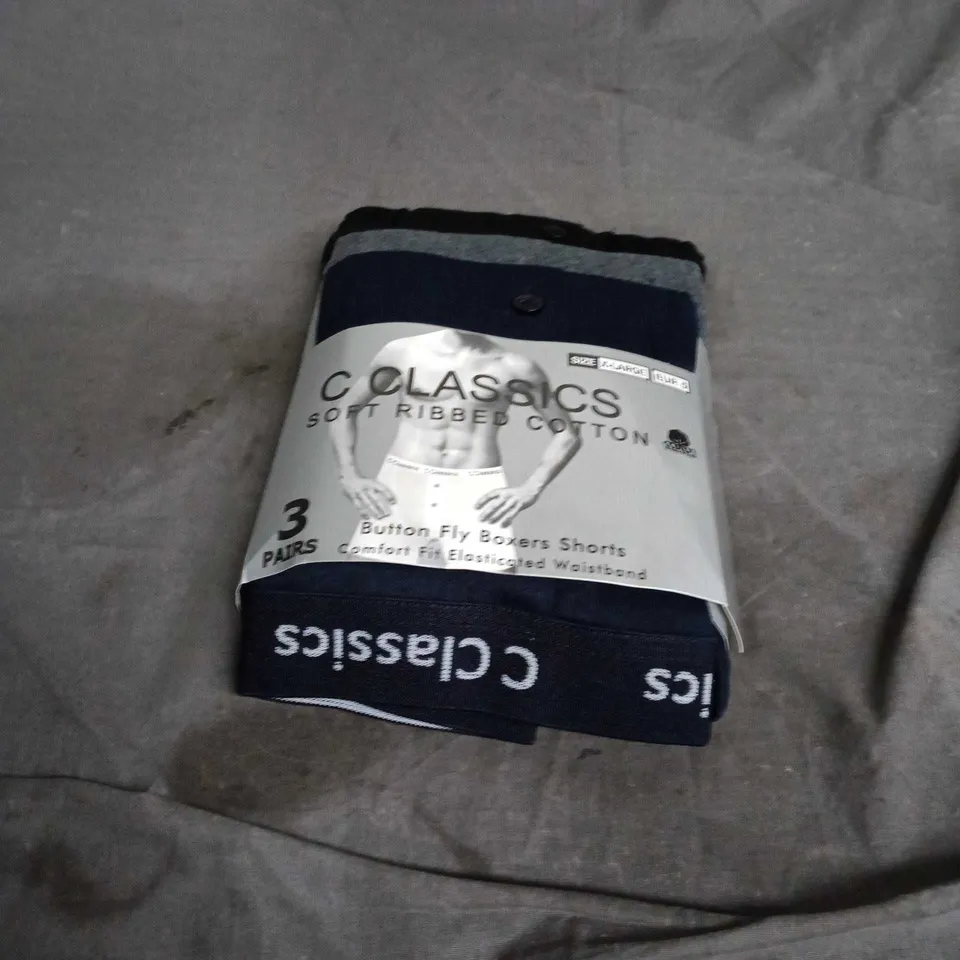 SIZE X-LARGE EUR 6
C CLASSICS
SOFT RIBBED COTTON
3
PAIRS
Button Fly Boxers Shorts
Comfort Fit Elasticated Waistband
C Classics
ics